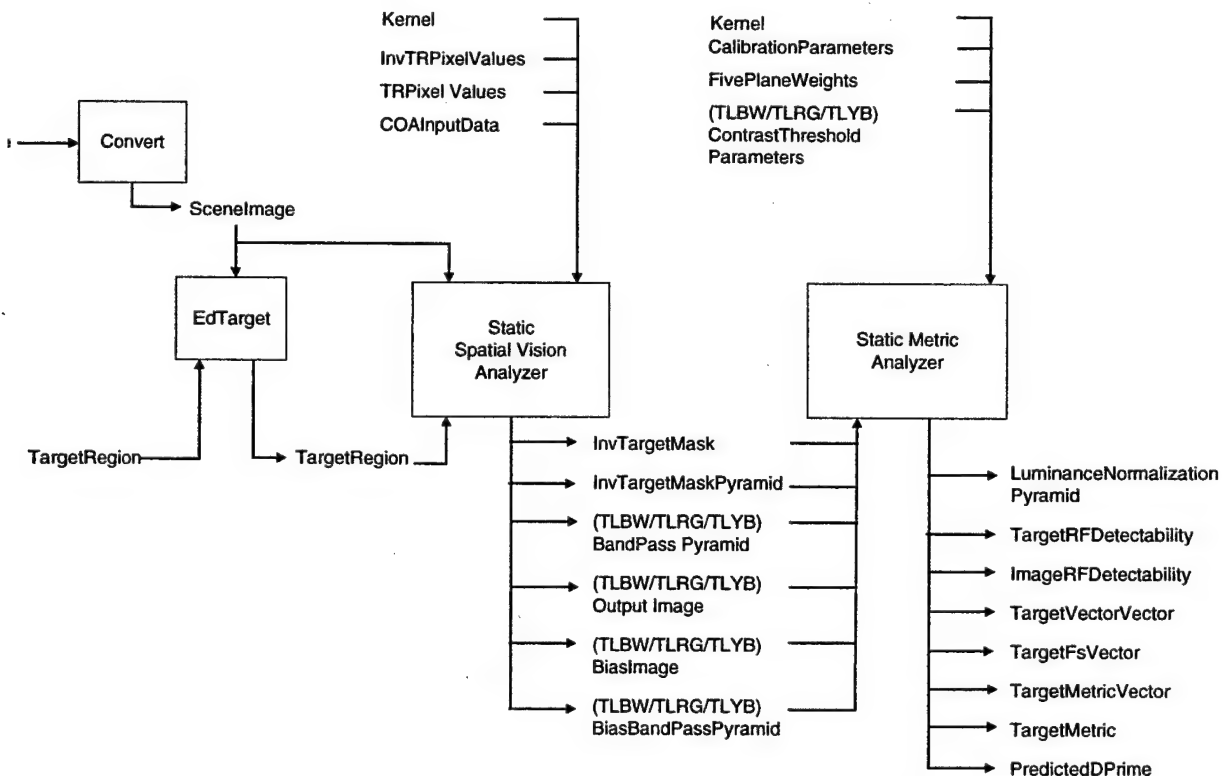 Kernel
InvTRPixelValues
TRPixel Values
COAInputData
Kernel
CalibrationParameters
FivePlaneWeights
(TLBW/TLRG/TLYB)
ContrastThreshold
Parameters
Convert
SceneImage
EdTarget
Static
Spatial Vision
Analyzer
Static Metric
Analyzer
TargetRegion
TargetRegion
InvTargetMask
InvTargetMaskPyramid
(TLBW/TLRG/TLYB)
BandPass Pyramid
(TLBW/TLRG/TLYB)
Output Image
(TLBW/TLRG/TLYB)
BiasImage
(TLBW/TLRG/TLYB)
BiasBandPassPyramid
LuminanceNormalization
Pyramid
TargetRFDetectability
ImageRFDetectability
TargetVectorVector
TargetFsVector
TargetMetricVector
TargetMetric
PredictedDPrime